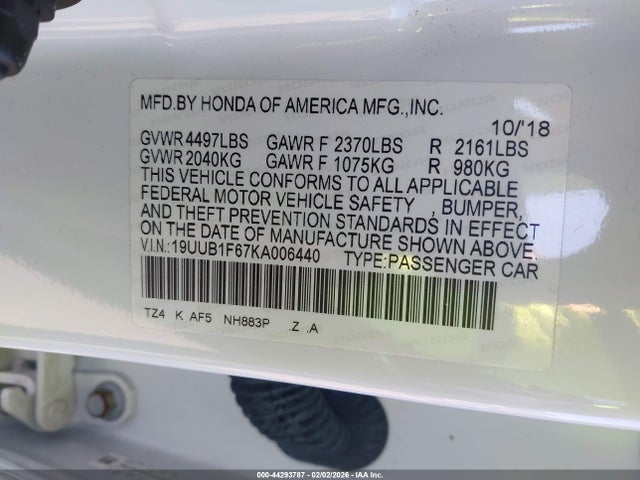 MFD.BY HONDA OF AMERICA MFG.,INC.
10/'18
GVWR 4497LBS GAWR F 2370LBS R 2161LBS
GVWR 2040KG GAWR F 1075KG R 980KG
THIS VEHICLE CONFORMS TO ALL APPLICABLE
FEDERAL MOTOR VEHICLE SAFETY , BUMPER,
AND THEFT PREVENTION STANDARDS IN EFFECT
ON THE DATE OF MANUFACTURE SHOWN ABOVE.
V.I.N.: 19UUB1F67KA006440 TYPE:PASSENGER CAR
TZ4 K AF5 NH883P .Z .A
000-44293787 - 02/02/2026 - IAA Inc.